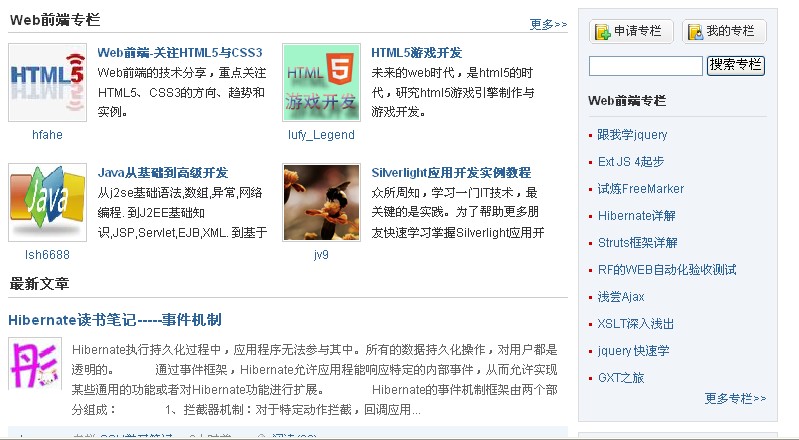 Web前端专栏
更多>>
HTML5
Web前端-关注HTML5与CSS3
Web前端的技术分享，重点关注
HTML5、CSS3的方向、趋势和
实例。
hfahe
HTML 5
游戏开发
HTML5游戏开发
未来的web时代，是html5的时
代，研究html5游戏引擎制作与
游戏开发。
lufy_Legend
Java
Java从基础到高级开发
从j2se基础语法,数组,异常,网络
编程. 到J2EE基础知
识,JSP,Servlet,EJB,XML. 到基于
lsh6688
Silverlight应用开发实例教程
众所周知，学习一门IT技术，最
关键的是实践。为了帮助更多朋
友快速学习掌握Silverlight应用开
jv9
最新文章
Hibernate读书笔记-----事件机制
彤
Hibernate执行持久化过程中，应用程序无法参与其中。所有的数据持久化操作，对用户都是
透明的。 通过事件框架，Hibernate允许应用程程能响应特定的内部事件，从而允许实现
某些通用的功能或者对Hibernate功能进行扩展。 Hibernate的事件机制框架由两个部
分组成： 1、拦截器机制：对于特定动作拦截，回调应用...
申请专栏
我的专栏
搜索专栏
Web前端专栏
跟我学jquery
Ext JS 4起步
试炼FreeMarker
Hibernate详解
Struts框架详解
RF的WEB自动化验收测试
浅尝Ajax
XSLT深入浅出
jquery 快速学
GXT之旅
更多专栏>>